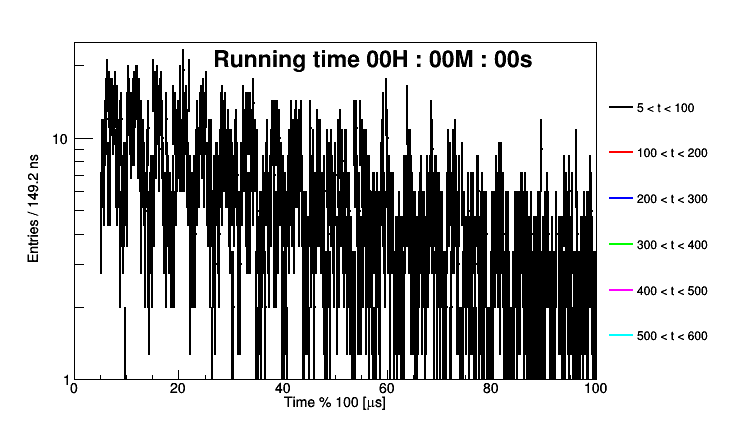 Running time 00H : 00M : 00s
Entries / 149.2 ns
10
1
0
20
40
60
80
100
Time % 100 [μs]
5 < t < 100
100 < t < 200
200 < t < 300
300 < t < 400
400 < t < 500
500 < t < 600